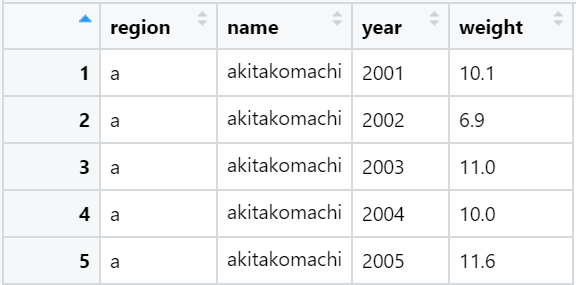 region name year weight
1 a akitakomachi 2001 10.1
2 a akitakomachi 2002 6.9
3 a akitakomachi 2003 11.0
4 a akitakomachi 2004 10.0
5 a akitakomachi 2005 11.6